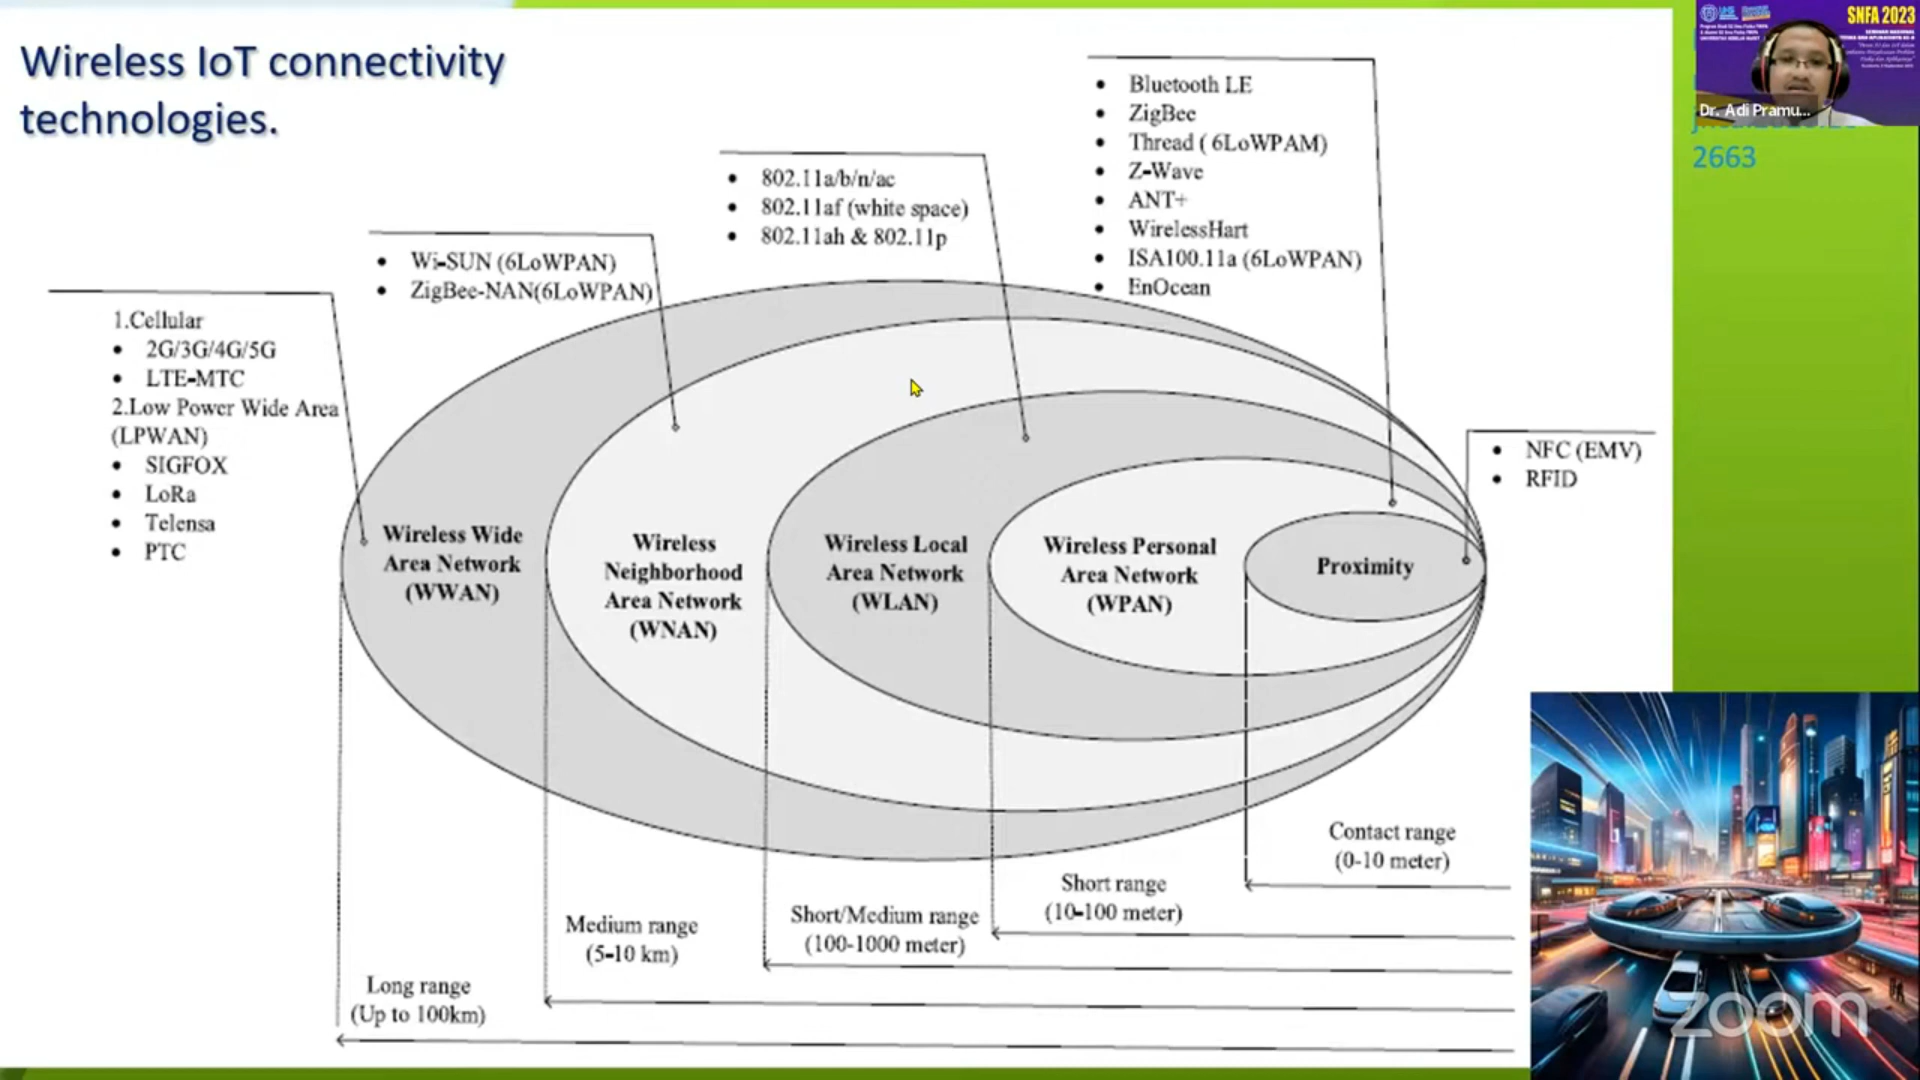 Wireless IoT connectivity
technologies.
1.Cellular
• 2G/3G/4G/5G
• LTE-MTC
2.Low Power Wide Area
(LPWAN)
• SIGFOX
• LoRa
• Telensa
• PTC
• Wi-SUN (6LoWPAN)
• ZigBee-NAN(6LoWPAN)
• 802.11a/b/n/ac
• 802.11af (white space)
• 802.11ah & 802.11p
• Bluetooth LE
• ZigBee
• Thread ( 6LoWPAM)
• Z-Wave
• ANT+
• WirelessHart
• ISA100.11a (6LoWPAN)
• EnOcean
• NFC (EMV)
• RFID
Wireless Wide
Area Network
(WWAN)
Wireless
Neighborhood
Area Network
(WNAN)
Wireless Local
Area Network
(WLAN)
Wireless Personal
Area Network
(WPAN)
Proximity
Contact range
(0-10 meter)
Short range
(10-100 meter)
Short/Medium range
(100-1000 meter)
Medium range
(5-10 km)
Long range
(Up to 100km)
SNFA 2023
Dr. Adi Pramu...
2663
zoom